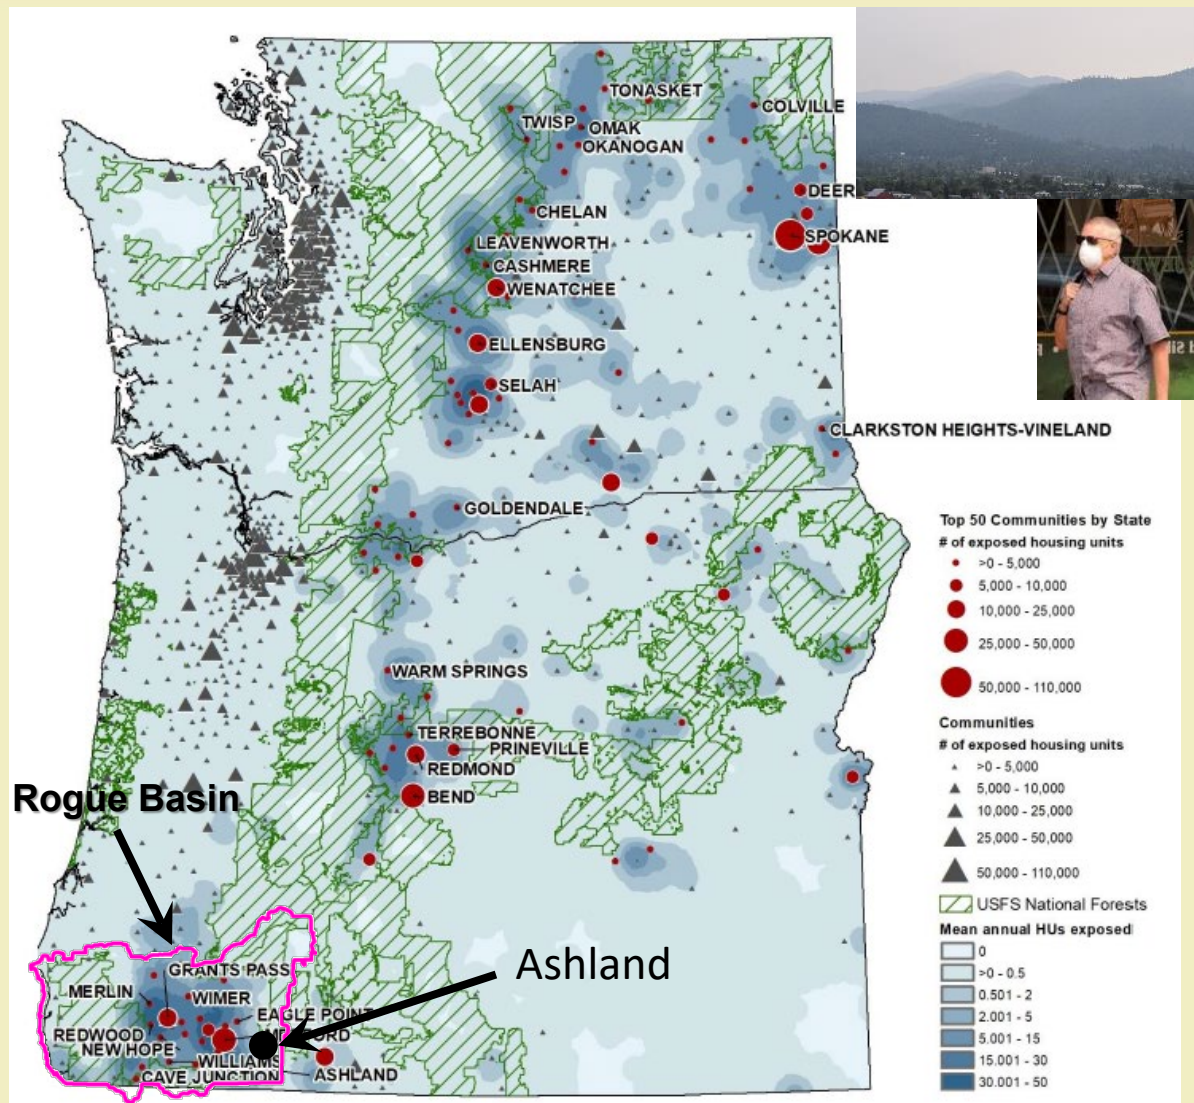 TONASKET
COLVILLE
TWISP
OMAK
OKANOGAN
DEER
CHELAN
SPOKANE
LEAVENWORTH
CASHMERE
WENATCHEE
ELLENSBURG
SELAH
CLARKSTON HEIGHTS-VINELAND
GOLDENDALE
Top 50 Communities by State
# of exposed housing units
>0 - 5,000
5,000 - 10,000
10,000 - 25,000
25,000 - 50,000
50,000 - 110,000
WARM SPRINGS
Communities
# of exposed housing units
>0 - 5,000
5,000 - 10,000
10,000 - 25,000
25,000 - 50,000
50,000 - 110,000
TERREBONNE
PRINEVILLE
REDMOND
BEND
Rogue Basin
USFS National Forests
Mean annual HUs exposed
0
>0 - 0.5
0.501 - 2
2.001 - 5
5.001 - 15
15.001 - 30
30.001 - 50
Ashland
GRANTS PASS
MERLIN
WIMER
EAGLE POINT
REDWOOD
NEW HOPE
WILLIAMS
CAVE JUNCTION
ASHLAND